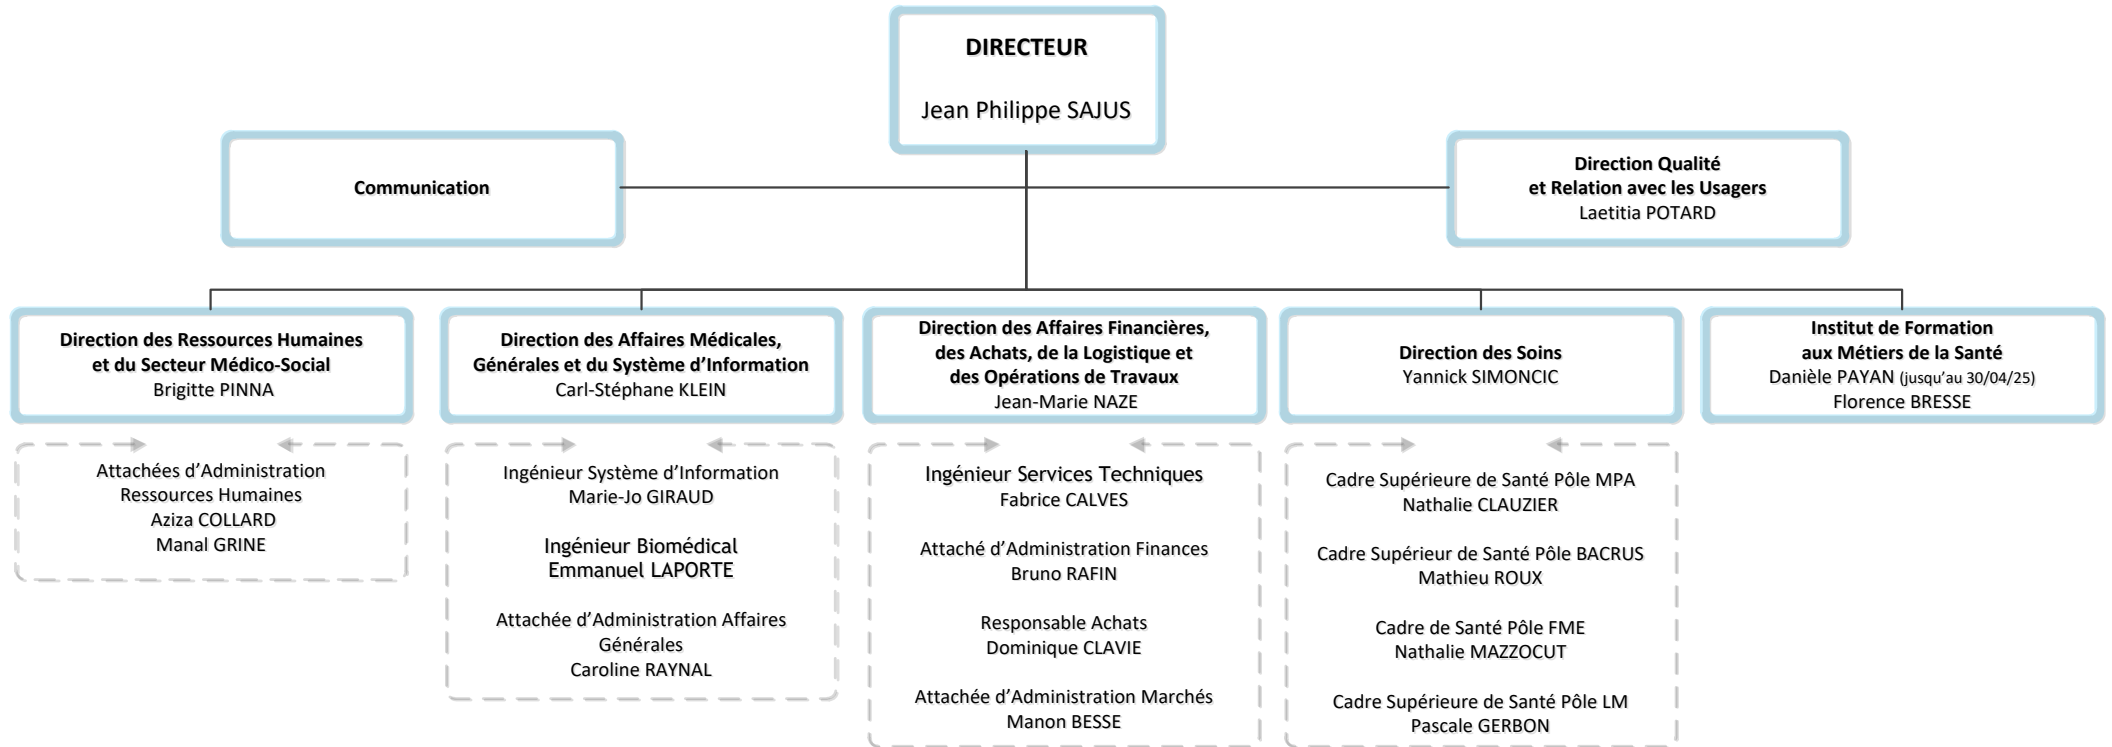 DIRECTEUR
Jean Philippe SAJUS
Communication
Direction Qualité
et Relation avec les Usagers
Laetitia POTARD
Direction des Ressources Humaines
et du Secteur Médico-Social
Brigitte PINNA
Direction des Affaires Médicales,
Générales et du Système d’Information
Carl-Stéphane KLEIN
Direction des Affaires Financières,
des Achats, de la Logistique et
des Opérations de Travaux
Jean-Marie NAZE
Direction des Soins
Yannick SIMONCIC
Institut de Formation
aux Métiers de la Santé
Danièle PAYAN (jusqu’au 30/04/25)
Florence BRESSE
Attachées d’Administration
Ressources Humaines
Aziza COLLARD
Manal GRINE
Ingénieur Système d’Information
Marie-Jo GIRAUD
Ingénieur Biomédical
Emmanuel LAPORTE
Attachée d’Administration Affaires
Générales
Caroline RAYNAL
Ingénieur Services Techniques
Fabrice CALVES
Attaché d’Administration Finances
Bruno RAFIN
Responsable Achats
Dominique CLAVIE
Attachée d’Administration Marchés
Manon BESSE
Cadre Supérieure de Santé Pôle MPA
Nathalie CLAUZIER
Cadre Supérieur de Santé Pôle BACRUS
Mathieu ROUX
Cadre de Santé Pôle FME
Nathalie MAZZOCUT
Cadre Supérieure de Santé Pôle LM
Pascale GERBON